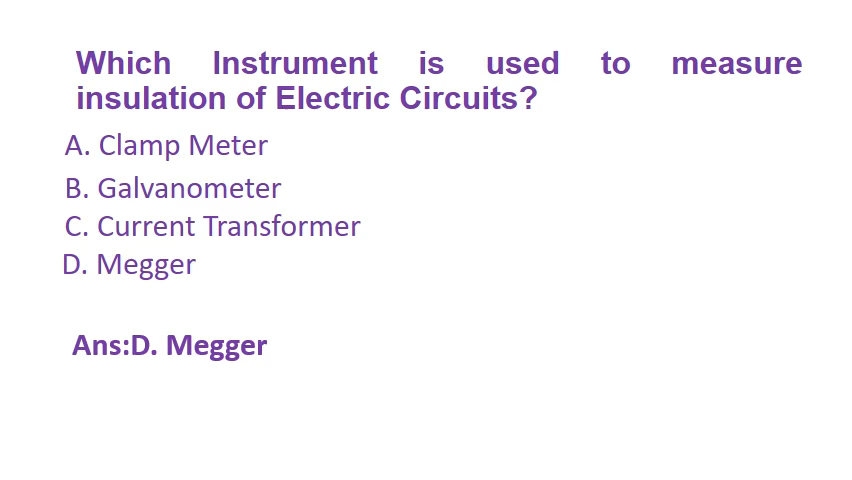 Which Instrument is used to measure
insulation of Electric Circuits?
A. Clamp Meter
B. Galvanometer
C. Current Transformer
D. Megger
Ans:D. Megger